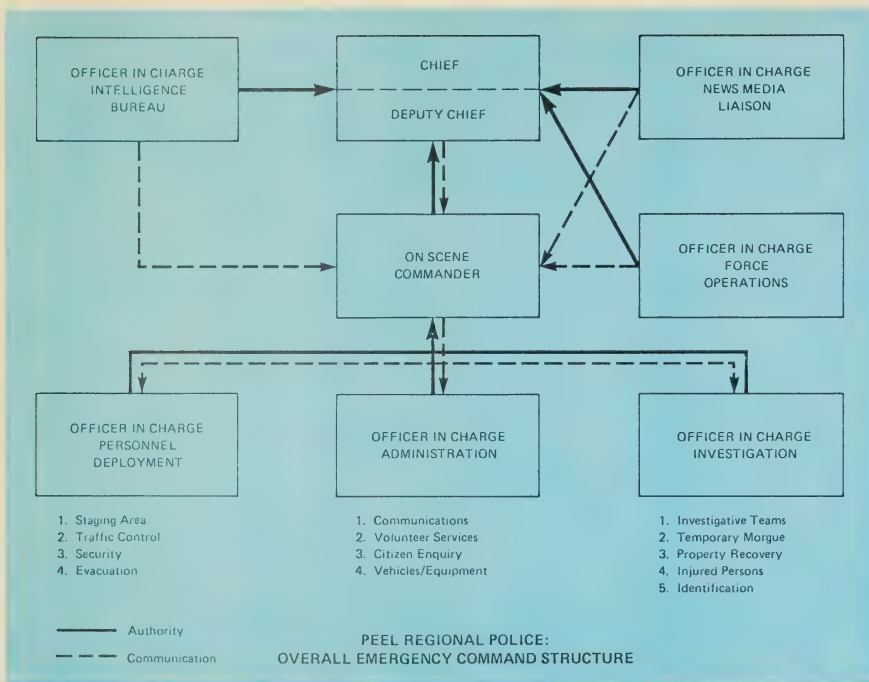 OFFICER IN CHARGE
INTELLIGENCE
BUREAU
CHIEF
DEPUTY CHIEF
OFFICER IN CHARGE
NEWS MEDIA
LIAISON
ON SCENE
COMMANDER
OFFICER IN CHARGE
FORCE
OPERATIONS
OFFICER IN CHARGE
PERSONNEL
DEPLOYMENT
OFFICER IN CHARGE
ADMINISTRATION
OFFICER IN CHARGE
INVESTIGATION
1. Staging Area
2. Traffic Control
3. Security
4. Evacuation
1. Communications
2. Volunteer Services
3. Citizen Enquiry
4. Vehicles/Equipment
1. Investigative Teams
2. Temporary Morgue
3. Property Recovery
4. Injured Persons
5. Identification
Authority
Communication
PEEL REGIONAL POLICE:
OVERALL EMERGENCY COMMAND STRUCTURE